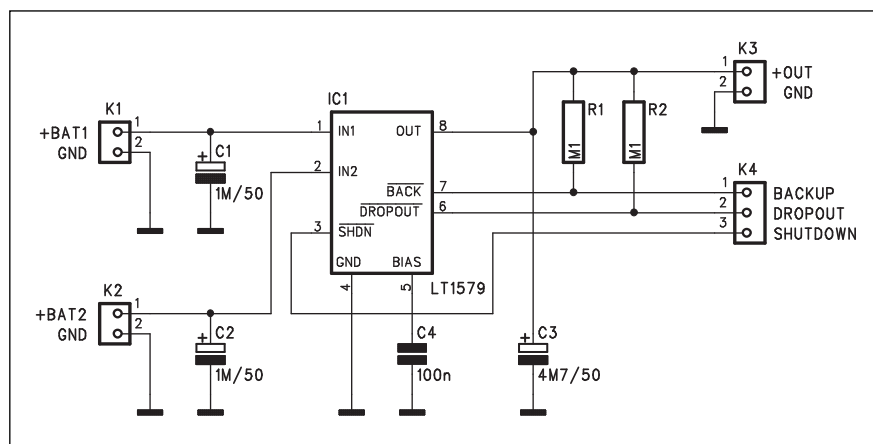 K1
1
+BAT1
2
GND
C1
+
1M/50
K2
1
+BAT2
2
GND
C2
+
1M/50
IC1
1 IN1 OUT 8
2 IN2
BACK 7
DROPOUT 6
3 SHDN
GND BIAS
4 5
LT1579
C4
100n
C3
+
4M7/50
R1
M1
R2
M1
K3
1 +OUT
2 GND
K4
1 BACKUP
2 DROPOUT
3 SHUTDOWN